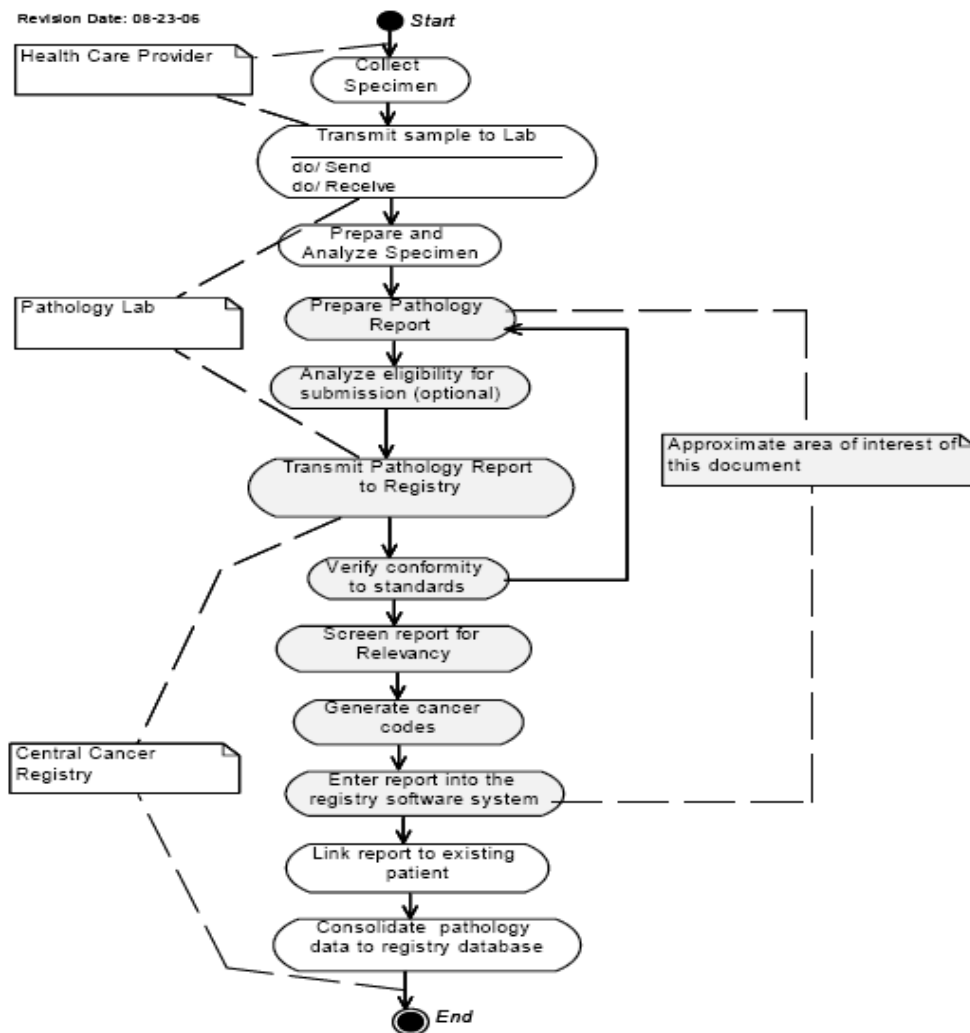 Revision Date: 08-23-06
Start
Health Care Provider
Collect
Specimen
Transmit sample to Lab
do/ Send
do/ Receive
Prepare and
Analyze Specimen
Pathology Lab
Prepare Pathology
Report
Analyze eligibility for
submission (optional)
Approximate area of interest of
this document
Transmit Pathology Report
to Registry
Verify conformity
to standards
Screen report for
Relevancy
Generate cancer
codes
Central Cancer
Registry
Enter report into the
registry software system
Link report to existing
patient
Consolidate pathology
data to registry database
End